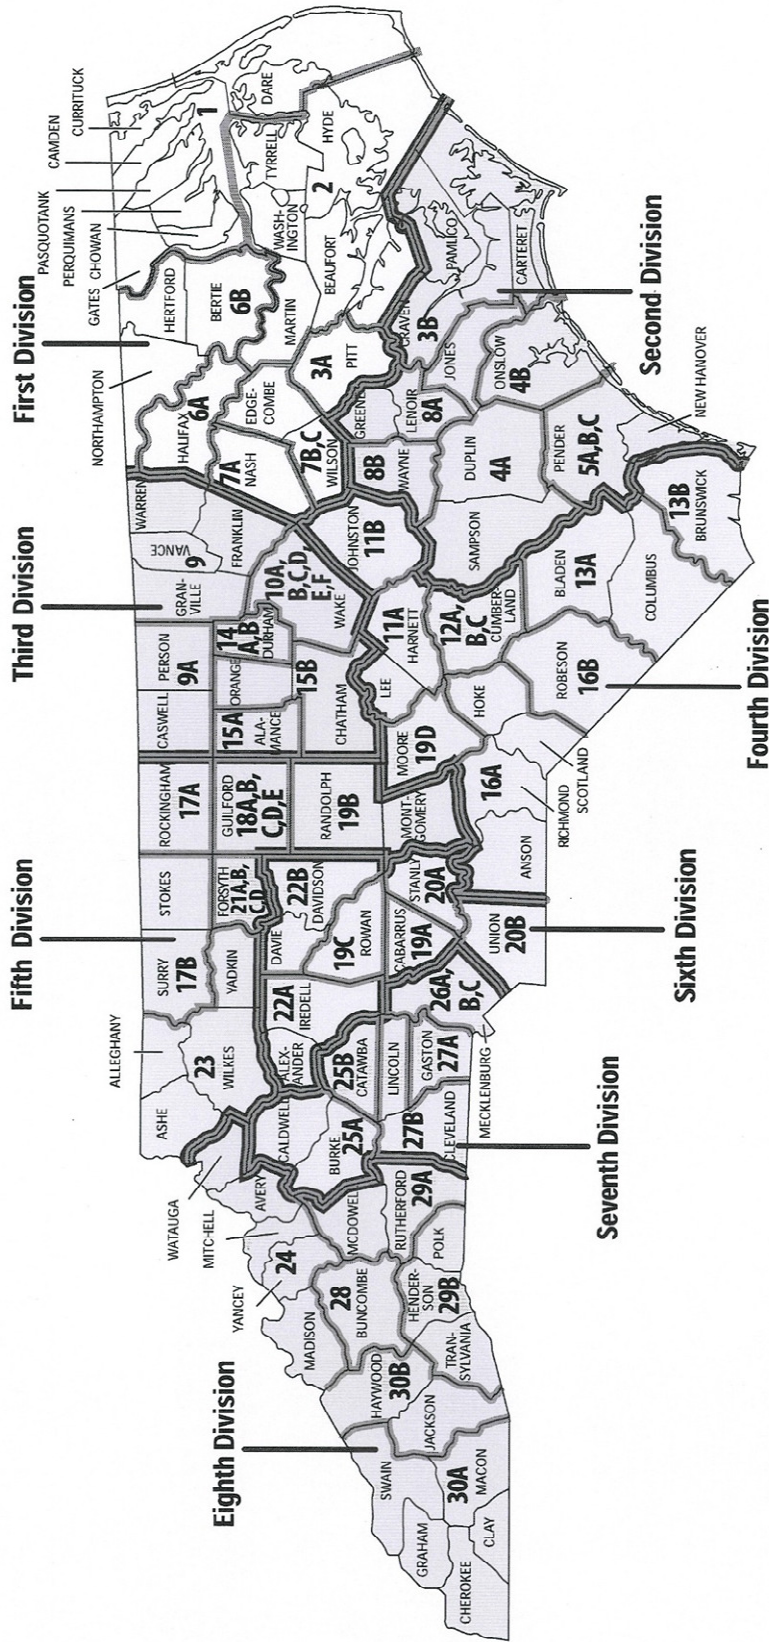 First Division
Third Division
Fifth Division
Eighth Division
Second Division
Fourth Division
Sixth Division
Seventh Division
CURRITUCK
CAMDEN
PASQUOTANK
PERQUIMANS
CHOWAN
GATES
1
DARE
TYRRELL
HYDE
2
WASH-
INGTON
BEAUFORT
MARTIN
HERTFORD
BERTIE
6B
NORTHAMPTON
HALIFAX
6A
EDGE-
COMBE
7A
NASH
7B,C
WILSON
3A
PITT
CRAVEN
3B
PAMLICO
CARTERET
JONES
ONSLOW
4B
GREENE
LENOIR
8A
8B
WAYNE
DUPLIN
4A
SAMPSON
PENDER
5A,B,C
NEW HANOVER
WARREN
VANCE
9
FRANKLIN
GRAN-
VILLE
10A,
B,C,D,
E,F
WAKE
JOHNSTON
11B
11A
HARNETT
LEE
12A,
B,C
CUMBER-
LAND
BLADEN
13A
13B
BRUNSWICK
COLUMBUS
ROBESON
16B
HOKE
SCOTLAND
RICHMOND
16A
ANSON
PERSON
9A
CASWELL
14
A,B
DURHAM
ORANGE
15B
CHATHAM
15A
ALA-
MANCE
MOORE
19D
ROCKINGHAM
17A
GUILFORD
18A,B,
C,D,E
RANDOLPH
19B
MONT-
GOMERY
STOKES
FORSYTH
21A,B,
C,D
22B
DAVIDSON
DAVIE
19C
ROWAN
STANLY
20A
CABARRUS
19A
UNION
20B
SURRY
17B
YADKIN
22A
IREDELL
ALEX-
ANDER
ALLEGHANY
ASHE
23
WILKES
26A,
B,C
MECKLENBURG
25B
CATAWBA
LINCOLN
GASTON
27A
27B
CLEVELAND
CALDWELL
BURKE
25A
WATAUGA
AVERY
MITCHELL
24
YANCEY
MADISON
MCDOWELL
RUTHERFORD
29A
POLK
28
BUNCOMBE
HENDER-
SON
29B
TRAN-
SYLVANIA
HAYWOOD
30B
JACKSON
SWAIN
30A
MACON
GRAHAM
CLAY
CHEROKEE